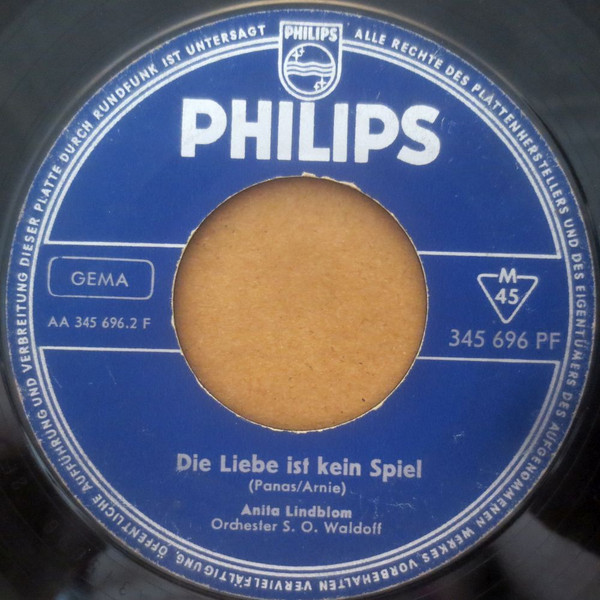 ALLE RECHTE DES PLATTENHERSTELLERS UND DES EIGENTÜMERS DES AUFGENOMMENEN WERKES VORBEHALTEN VERVIELFÄLTIGUNG, ÖFFENTLICHE AUFFÜHRUNG UND VERBREITUNG DIESER PLATTE DURCH RUNDFUNK IST UNTERSAGT
PHILIPS
PHILIPS
GEMA
AA 345 696.2 F
M
45
345 696 PF
Die Liebe ist kein Spiel
(Panas/Arnie)
Anita Lindblom
Orchester S. O. Waldoff